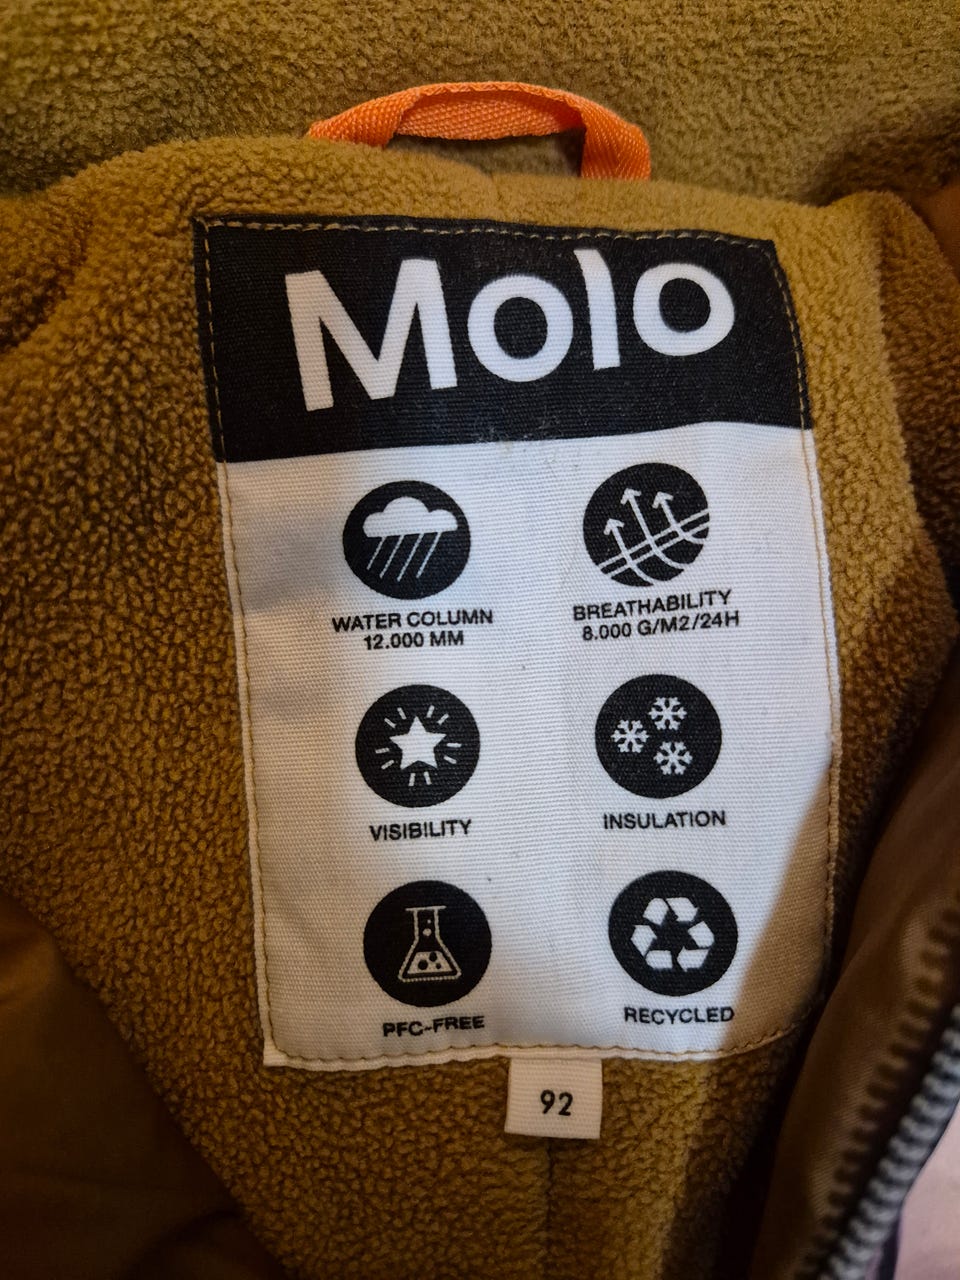 Molo
WATER COLUMN
12.000 MM
BREATHABILITY
8.000 G/M2/24H
VISIBILITY
INSULATION
PFC-FREE
RECYCLED
92